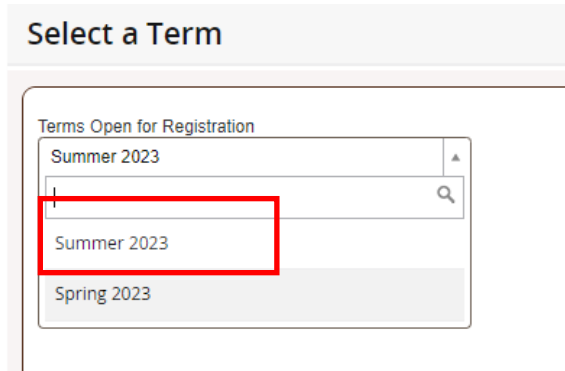 Select a Term
Terms Open for Registration
Summer 2023
Summer 2023
Spring 2023